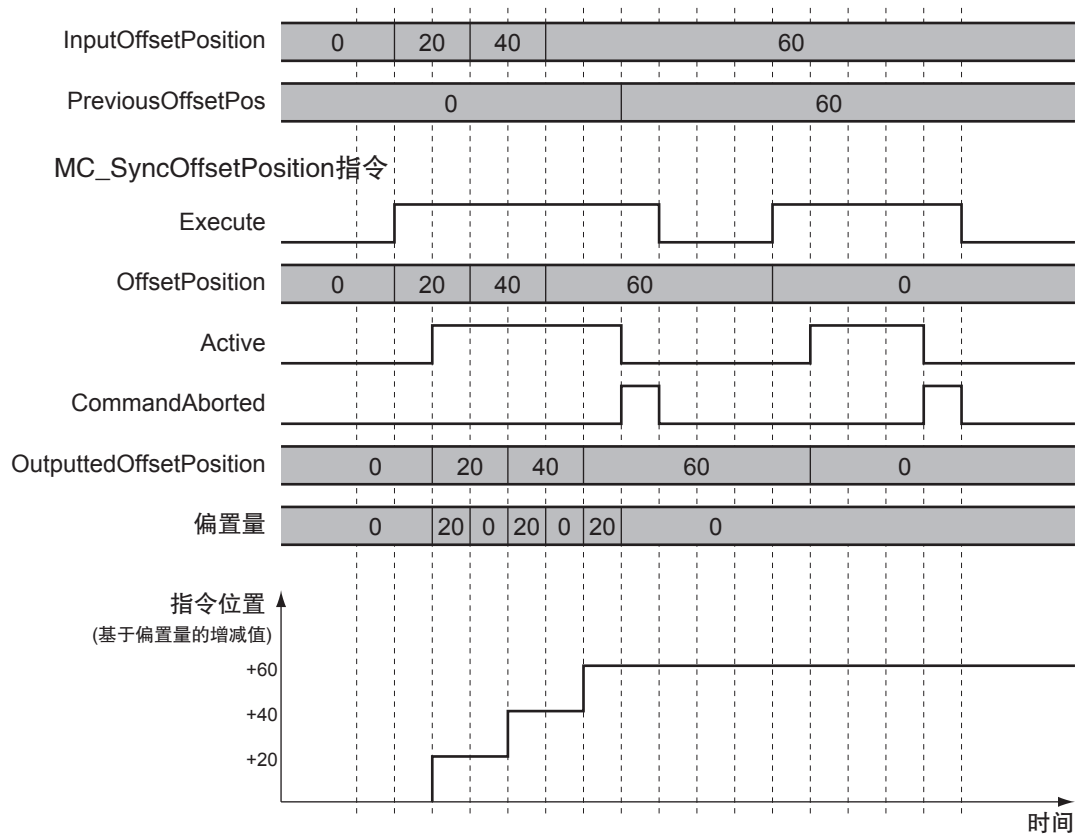 InputOffsetPosition 0 20 40 60
PreviousOffsetPos 0 60
MC_SyncOffsetPosition指令
Execute
OffsetPosition 0 20 40 60 0
Active
CommandAborted
OutputtedOffsetPosition 0 20 40 60 0
偏置量 0 20 0 20 0 20 0
指令位置
(基于偏置量的增减值)
+60
+40
+20
时间